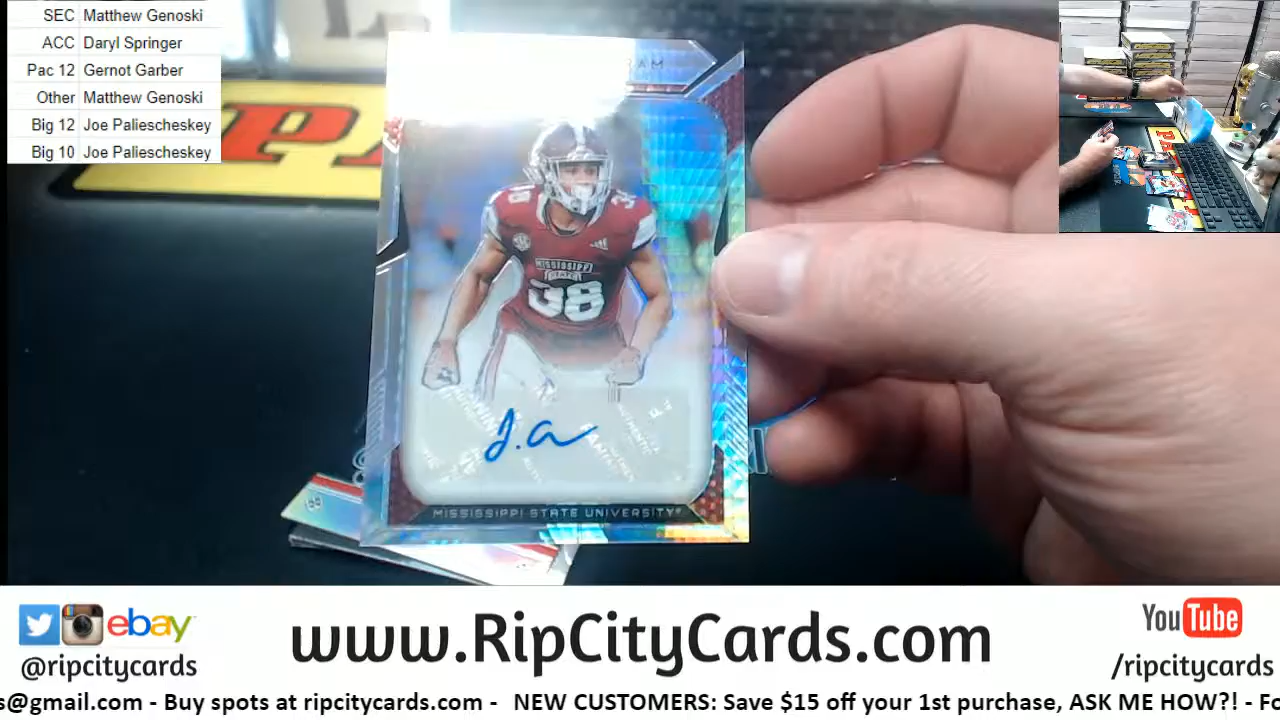 SEC Matthew Genoski
ACC Daryl Springer
Pac 12 Gernot Garber
Other Matthew Genoski
Big 12 Joe Paliescheskey
Big 10 Joe Paliescheskey
38
MISSISSIPPI
STATE
38
J.A
MISSISSIPPI STATE UNIVERSITY
ebay
www.RipCityCards.com
YouTube
@ripcitycards
/ripcitycards
s@gmail.com - Buy spots at ripcitycards.com - NEW CUSTOMERS: Save $15 off your 1st purchase, ASK ME HOW?! - Fo